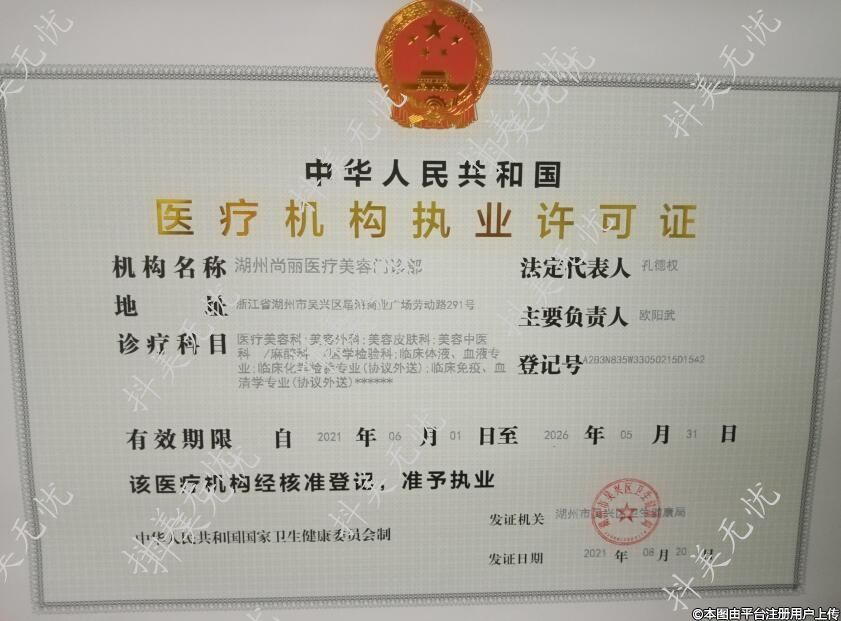 中华人民共和国
医疗机构执业许可证
机构名称 湖州尚丽医疗美容门诊部
法定代表人 孔德权
地 址 浙江省湖州市吴兴区 广场劳动路291号
主要负责人 欧阳武
诊疗科目 医疗美容科;美容外科;美容皮肤科;美容中医
科 /麻醉科 /医学检验科;临床体液、血液专
业;临床化学检验专业(协议外送);临床免疫、血
清学专业(协议外送)******
登记号 A2B3N835W33050215D1542
有效期限 自 2021 年 06 月 01 日至 2026 年 05 月 31 日
该医疗机构经核准登记，准予执业
发证机关 湖州市吴兴区卫生健康局
中华人民共和国国家卫生健康委员会制
发证日期 2021 年 08 月 20 日
抖美无忧
©本图由平台注册用户上传